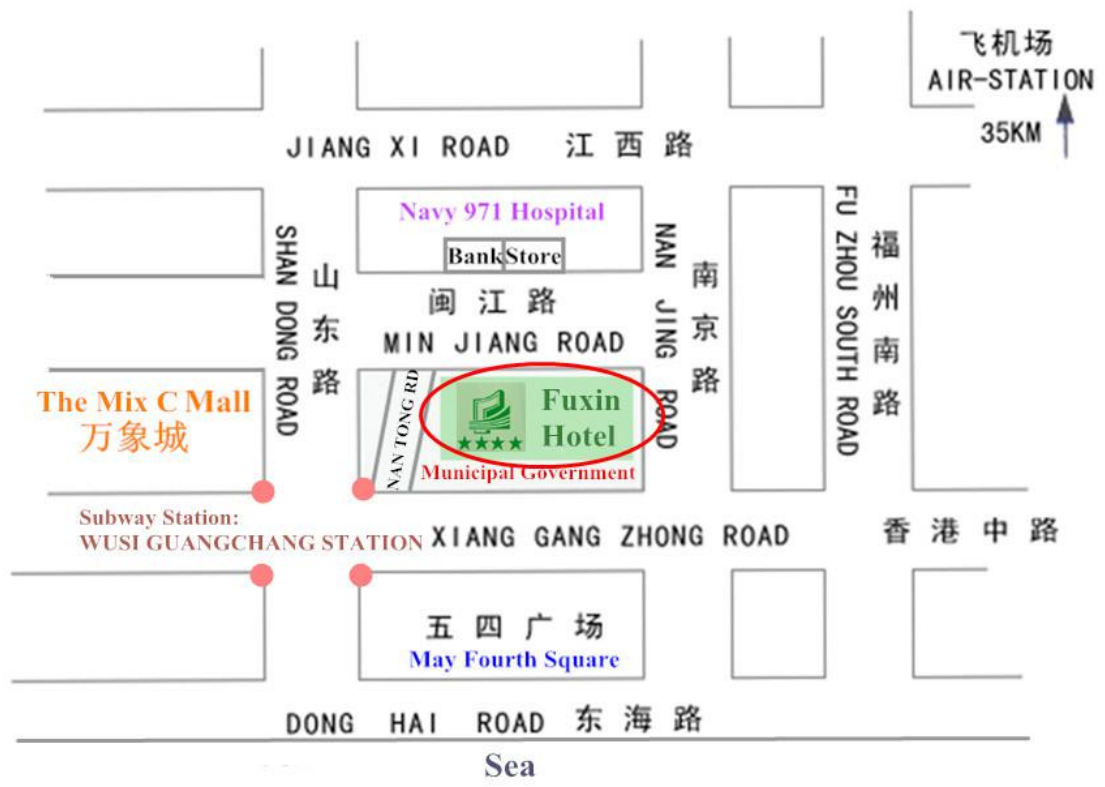 飞机场
AIR-STATION
35KM
JIANG XI ROAD 江西路
Navy 971 Hospital
Bank Store
SHAN DONG ROAD
山东路
闽江路
MIN JIANG ROAD
NAN JING ROAD
南京路
FU ZHOU SOUTH ROAD
福州南路
The Mix C Mall
万象城
NAN TONG RD
Fuxin
Hotel
Municipal Government
Subway Station:
WUSI GUANGCHANG STATION
XIANG GANG ZHONG ROAD 香港中路
五四广场
May Fourth Square
DONG HAI ROAD 东海路
Sea